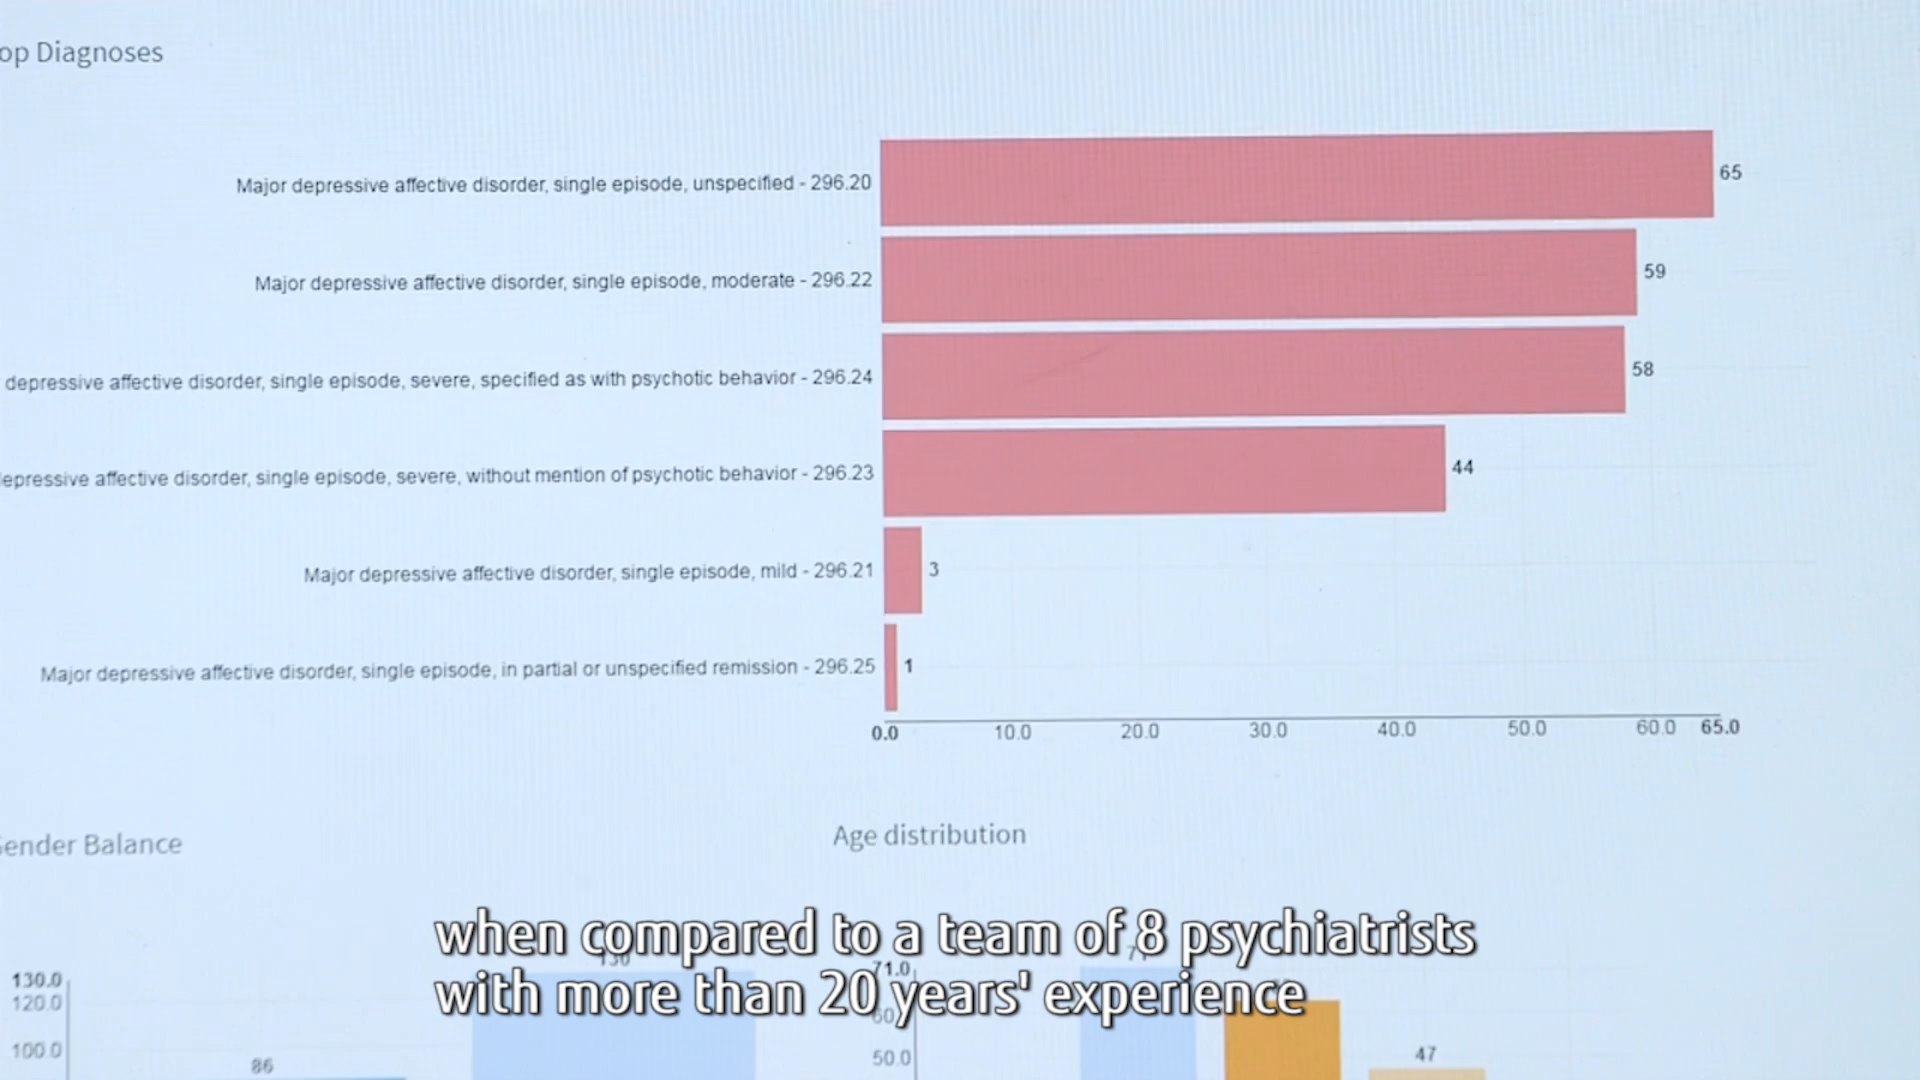 op Diagnoses
Major depressive affective disorder, single episode, unspecified - 296.20
65
Major depressive affective disorder, single episode, moderate - 296.22
59
depressive affective disorder, single episode, severe, specified as with psychotic behavior - 296.24
58
epressive affective disorder, single episode, severe, without mention of psychotic behavior - 296.23
44
Major depressive affective disorder, single episode, mild - 296.21
3
Major depressive affective disorder, single episode, in partial or unspecified remission - 296.25
1
0.0 10.0 20.0 30.0 40.0 50.0 60.0 65.0
Gender Balance
Age distribution
when compared to a team of 8 psychiatrists
with more than 20 years' experience
130.0
120.0
100.0
86
130
71.0
60
50.0
71
47